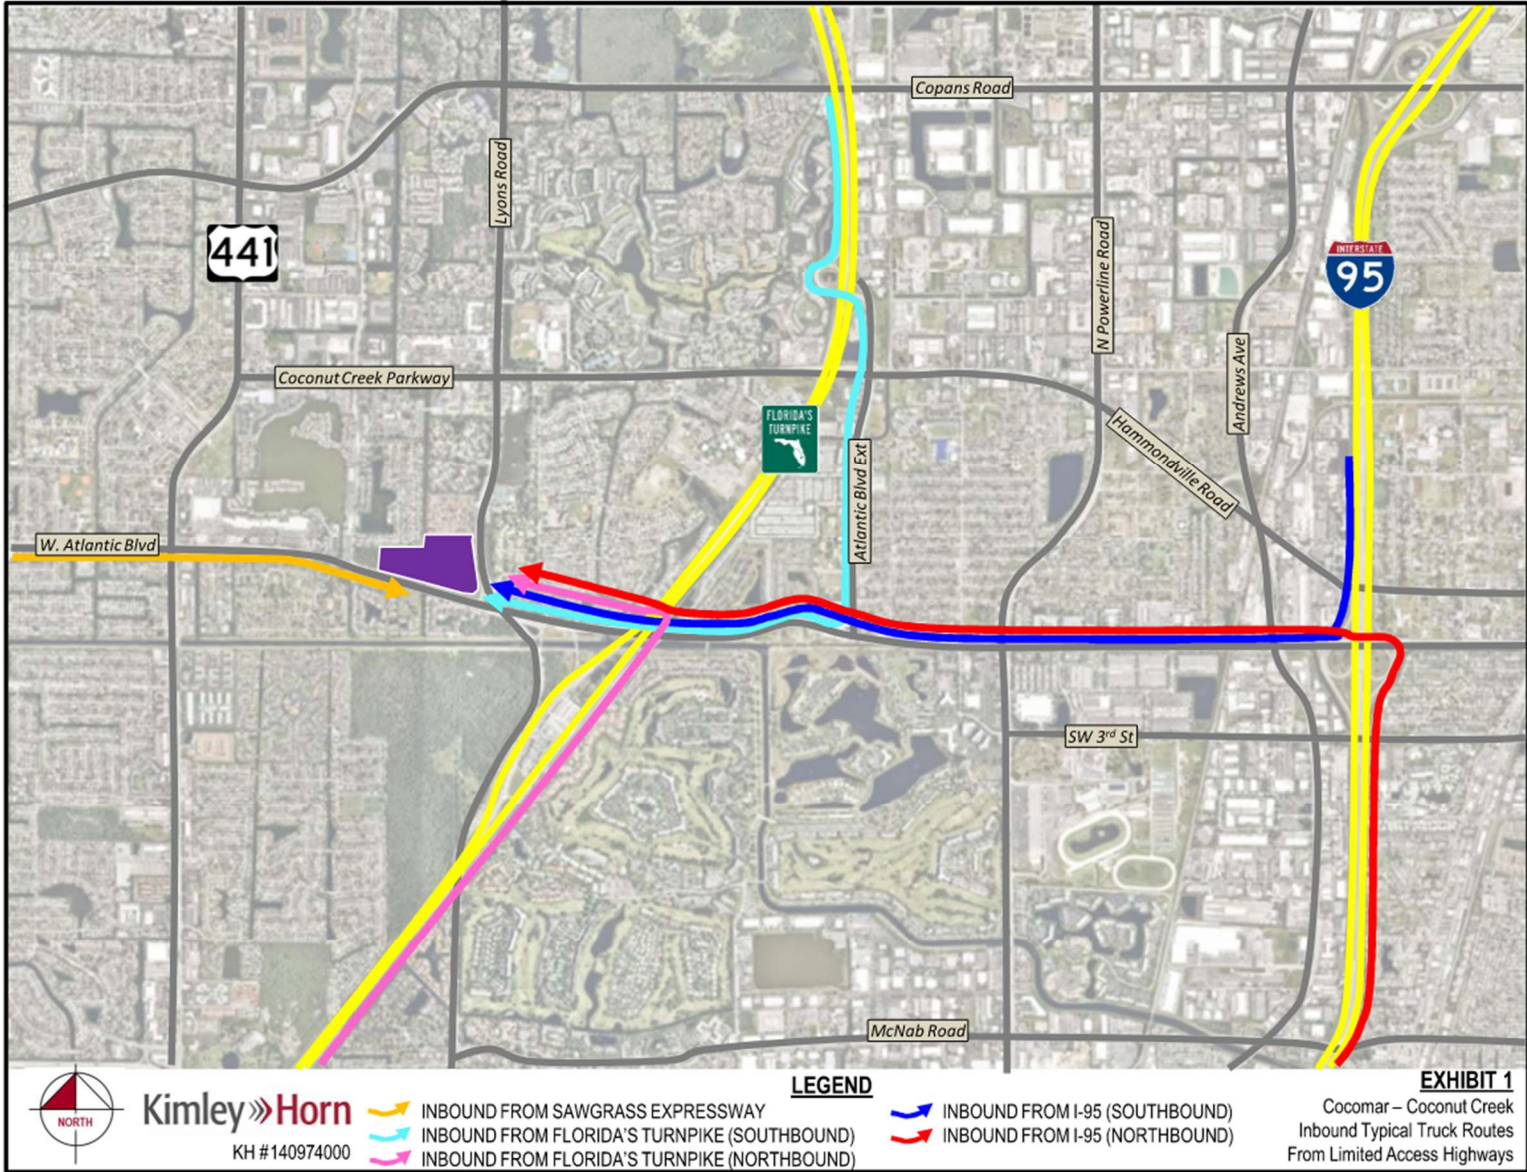 Copans Road
Lyons Road
441
N Powerline Road
INTERSTATE
95
Andrews Ave
Coconut Creek Parkway
FLORIDA'S
TURNPIKE
Hammondville Road
Atlantic Blvd Ext
W. Atlantic Blvd
SW 3rd St
McNab Road
NORTH
Kimley»Horn
KH #140974000
LEGEND
INBOUND FROM SAWGRASS EXPRESSWAY
INBOUND FROM FLORIDA'S TURNPIKE (SOUTHBOUND)
INBOUND FROM FLORIDA'S TURNPIKE (NORTHBOUND)
INBOUND FROM I-95 (SOUTHBOUND)
INBOUND FROM I-95 (NORTHBOUND)
EXHIBIT 1
Cocomar – Coconut Creek
Inbound Typical Truck Routes
From Limited Access Highways